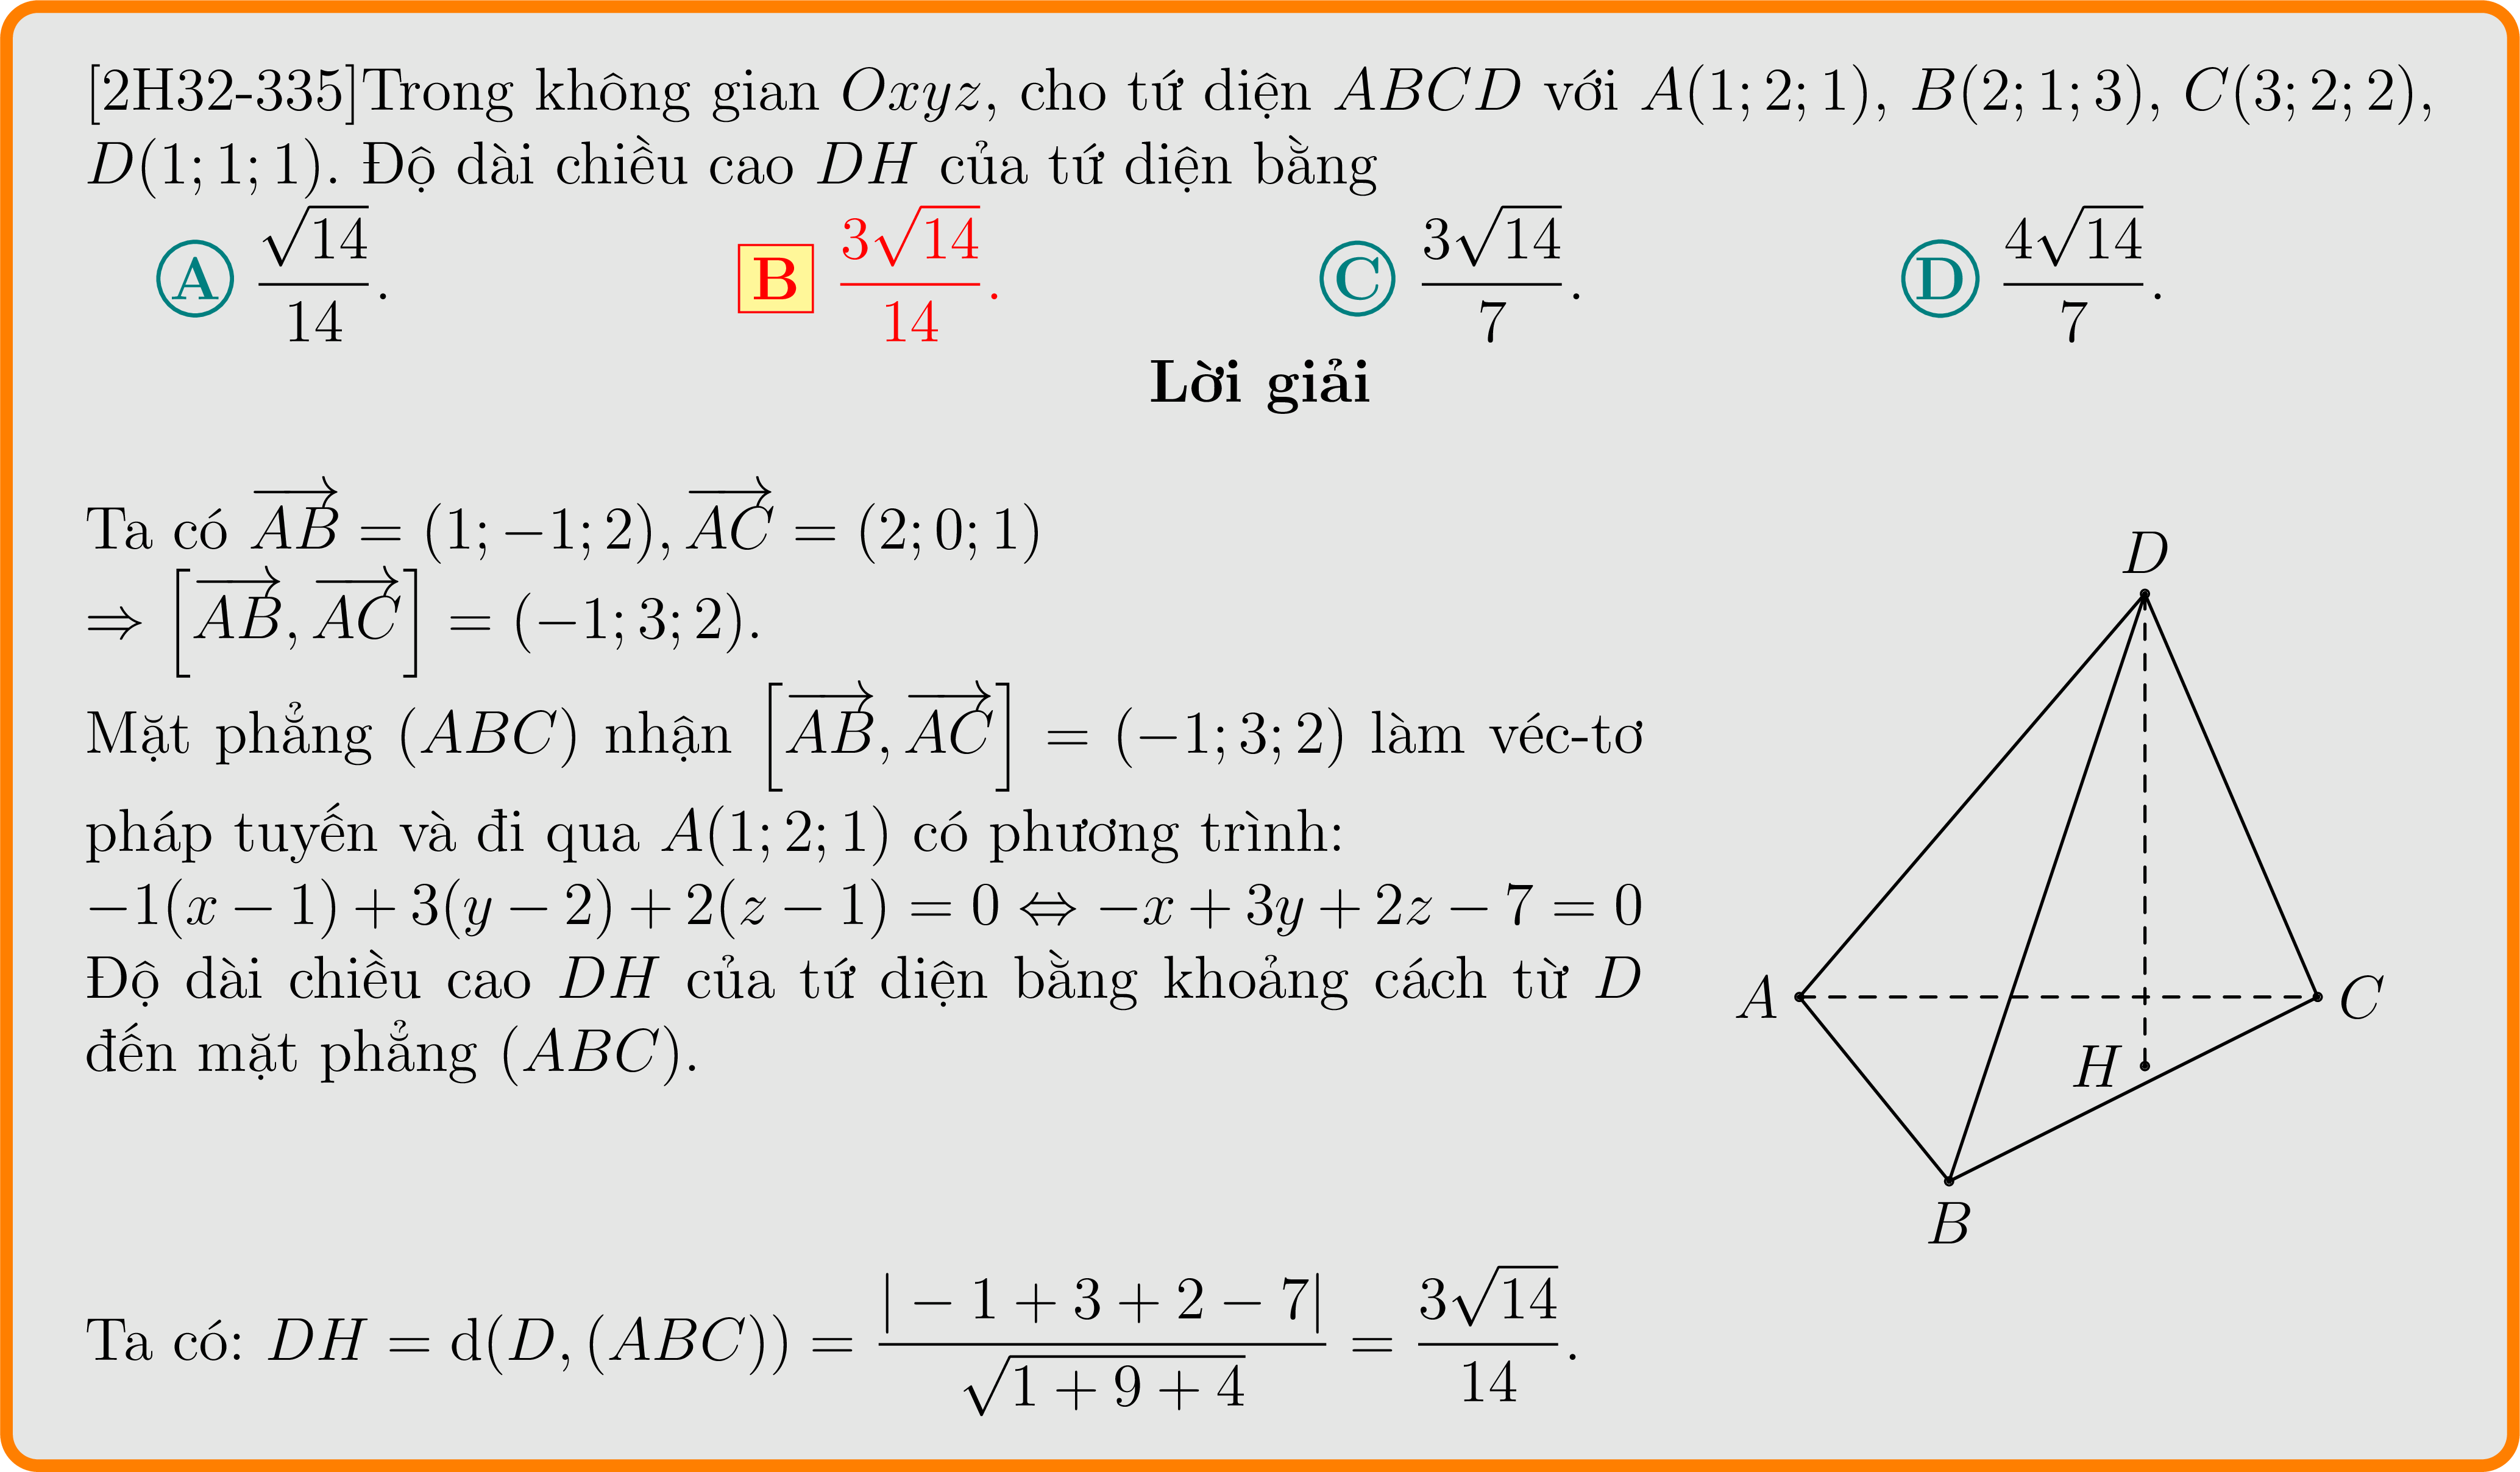 [2H32-335]Trong không gian $Oxyz$, cho tứ diện $ABCD$ với $A(1;2;1)$, $B(2;1;3)$, $C(3;2;2)$,
$D(1;1;1)$. Độ dài chiều cao $DH$ của tứ diện bằng
Ⓐ $\frac{\sqrt{14}}{14}$. B $\frac{3\sqrt{14}}{14}$. Ⓒ $\frac{3\sqrt{14}}{7}$. Ⓓ $\frac{4\sqrt{14}}{7}$.
Lời giải
Ta có $\overrightarrow{AB} = (1;-1;2), \overrightarrow{AC} = (2;0;1)$
$\Rightarrow \left[\overrightarrow{AB}, \overrightarrow{AC}\right] = (-1;3;2)$.
Mặt phẳng $(ABC)$ nhận $\left[\overrightarrow{AB}, \overrightarrow{AC}\right] = (-1;3;2)$ làm véc-tơ
pháp tuyến và đi qua $A(1;2;1)$ có phương trình:
$-1(x-1)+3(y-2)+2(z-1) = 0 \Leftrightarrow -x+3y+2z-7 = 0$
Độ dài chiều cao $DH$ của tứ diện bằng khoảng cách từ $D$
đến mặt phẳng $(ABC)$.
D
A
C
H
B
Ta có: $DH = \mathrm{d}(D,(ABC)) = \frac{|-1+3+2-7|}{\sqrt{1+9+4}} = \frac{3\sqrt{14}}{14}$.